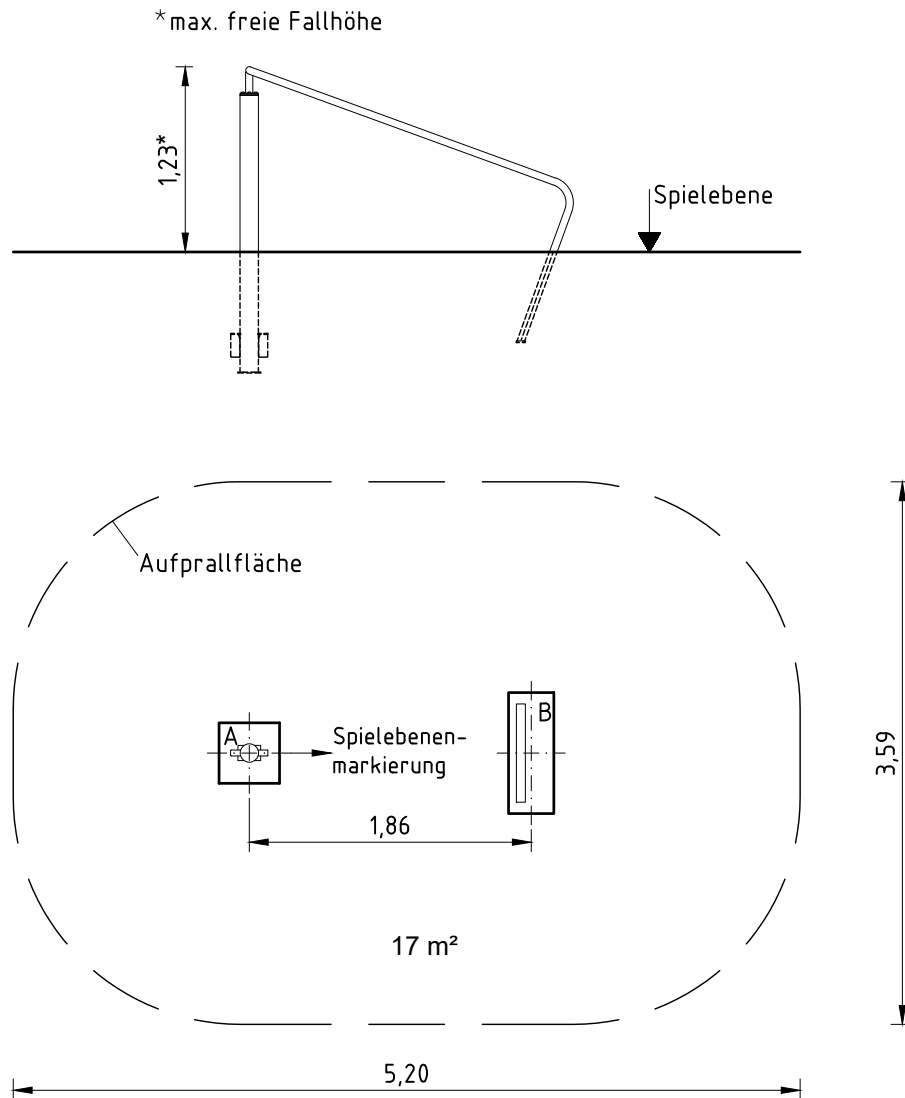 *max. freie Fallhöhe
1,23*
Spielebene
Aufprallfläche
A
Spielebenen-
markierung
B
1,86
3,59
17 m²
5,20